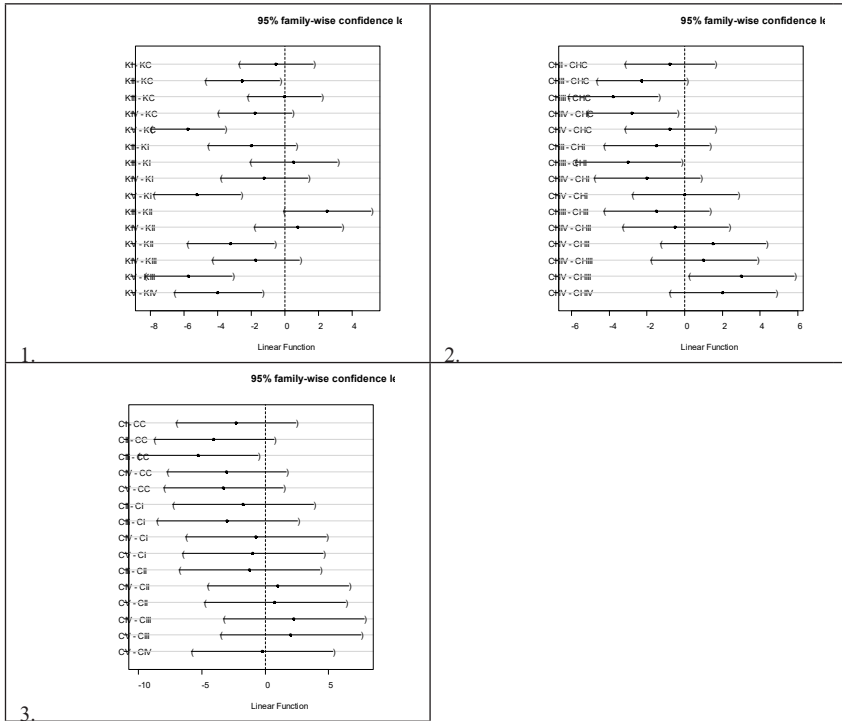 95% family-wise confidence le
Ki - KC
Kii - KC
Kiii - KC
KiV - KC
KV - KC
Kii - Ki
Kiii - Ki
KiV - Ki
KV - Ki
Kiii - Kii
KiV - Kii
KV - Kii
KiV - Kiii
KV - Kiii
KV - KiV
-8 -6 -4 -2 0 2 4
Linear Function
1.
95% family-wise confidence le
CHi - CHC
CHii - CHC
CHiii - CHC
CHiV - CHC
CHV - CHC
CHii - CHi
CHiii - CHi
CHiV - CHi
CHV - CHi
CHiii - CHii
CHiV - CHii
CHV - CHii
CHiV - CHiii
CHV - CHiii
CHV - CHiV
-6 -4 -2 0 2 4 6
Linear Function
2.
95% family-wise confidence le
Ci - CC
Cii - CC
Ciii - CC
CiV - CC
CV - CC
Cii - Ci
Ciii - Ci
CiV - Ci
CV - Ci
Ciii - Cii
CiV - Cii
CV - Cii
CiV - Ciii
CV - Ciii
CV - CiV
-10 -5 0 5
Linear Function
3.